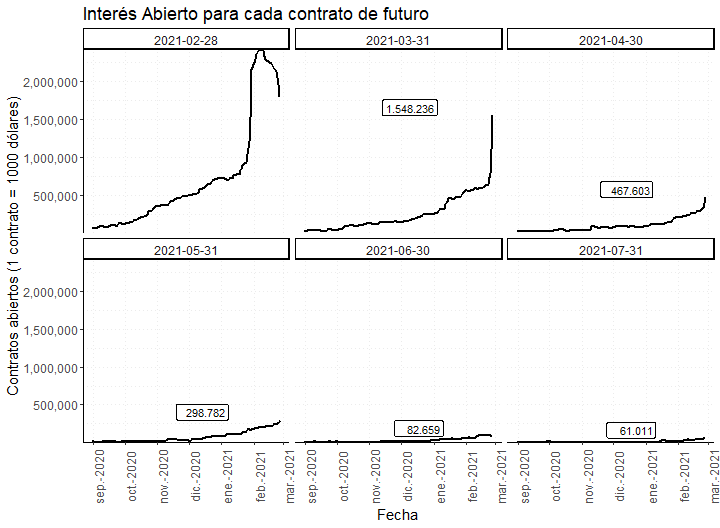 Interés Abierto para cada contrato de futuro
2021-02-28
2021-03-31
2021-04-30
2,000,000
1,500,000
1,000,000
500,000
1.548.236
467.603
2021-05-31
2021-06-30
2021-07-31
2,000,000
1,500,000
1,000,000
500,000
298.782
82.659
61.011
Contratos abiertos (1 contrato = 1000 dólares)
sep.-2020
oct.-2020
nov.-2020
dic.-2020
ene.-2021
feb.-2021
mar.-2021
sep.-2020
oct.-2020
nov.-2020
dic.-2020
ene.-2021
feb.-2021
mar.-2021
sep.-2020
oct.-2020
nov.-2020
dic.-2020
ene.-2021
feb.-2021
mar.-2021
Fecha